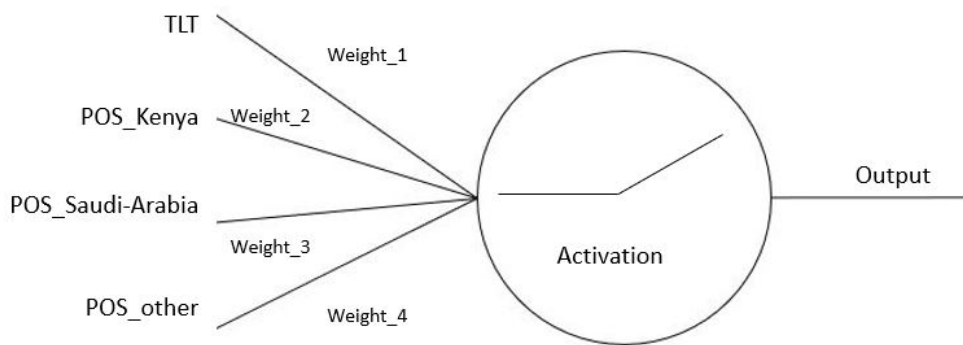 TLT
Weight_1
POS_Kenya
Weight_2
POS_Saudi-Arabia
Weight_3
POS_other
Weight_4
Activation
Output